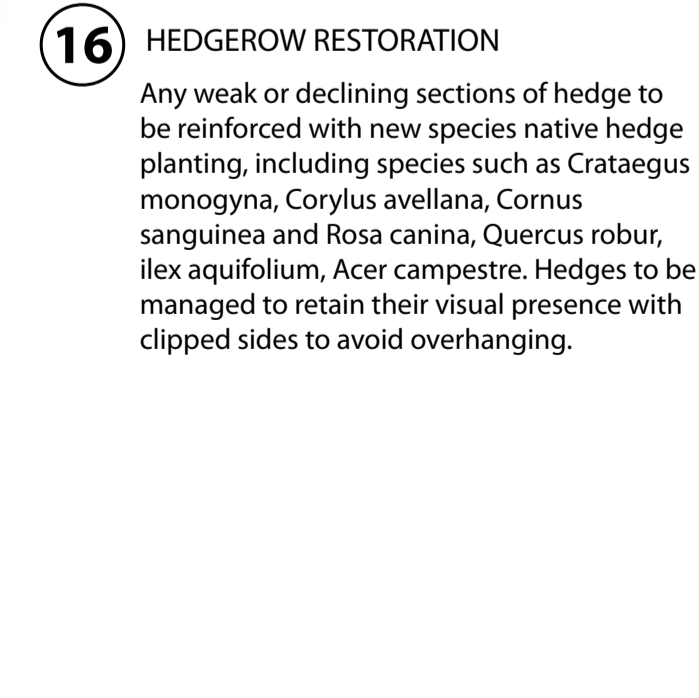 16 HEDGEROW RESTORATION
Any weak or declining sections of hedge to
be reinforced with new species native hedge
planting, including species such as Crataegus
monogyna, Corylus avellana, Cornus
sanguinea and Rosa canina, Quercus robur,
ilex aquifolium, Acer campestre. Hedges to be
managed to retain their visual presence with
clipped sides to avoid overhanging.